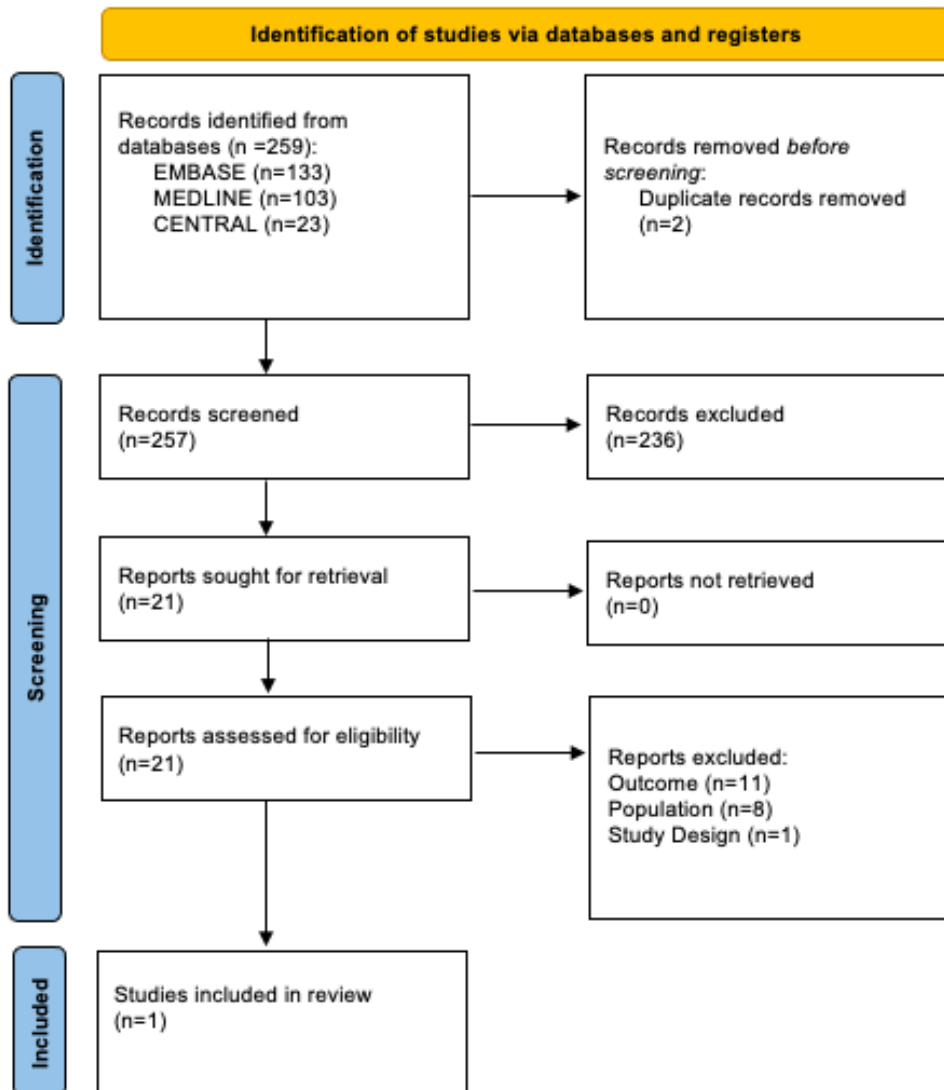 Identification of studies via databases and registers
Identification
Records identified from
databases (n =259):
EMBASE (n=133)
MEDLINE (n=103)
CENTRAL (n=23)
Records removed before
screening:
Duplicate records removed
(n=2)
Screening
Records screened
(n=257)
Records excluded
(n=236)
Reports sought for retrieval
(n=21)
Reports not retrieved
(n=0)
Reports assessed for eligibility
(n=21)
Reports excluded:
Outcome (n=11)
Population (n=8)
Study Design (n=1)
Included
Studies included in review
(n=1)